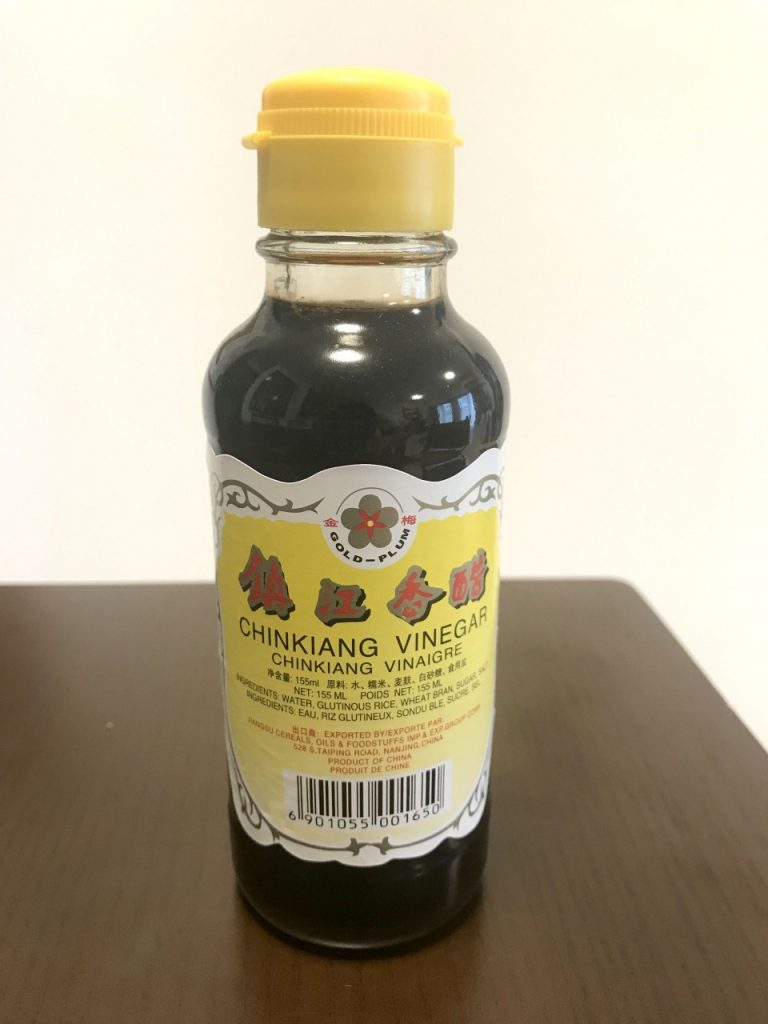 金 梅
GOLD-PLUM
镇江香醋
CHINKIANG VINEGAR
CHINKIANG VINAIGRE
净含量: 155ml 原料: 水、糯米、麦麸、白砂糖、食用盐
NET: 155 ML POIDS NET: 155 ML
INGREDIENTS: WATER, GLUTINOUS RICE, WHEAT BRAN, SUGAR, SALT
INGREDIENTS: EAU, RIZ GLUTINEUX, SONDU BLE, SUCRE, SEL
出口商: EXPORTED BY/EXPORTE PAR:
JIANGSU CEREALS, OILS & FOODSTUFFS IMP.& EXP.GROUP CORP.
528 S,TAIPING ROAD, NANJING,CHINA
PRODUCT OF CHINA
PRODUIT DE CHINE
6 901055 001650